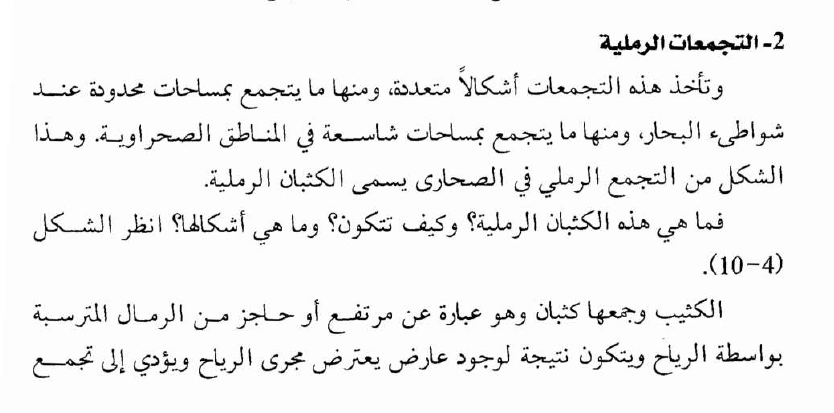 2- التجمعات الرملية
وتأخذ هذه التجمعات أشكالاً متعددة، ومنها ما يتجمع بمساحات محدودة عند
شواطىء البحار، ومنها ما يتجمع بمساحات شاسعة في المناطق الصحراوية. وهذا
الشكل من التجمع الرملي في الصحارى يسمى الكثبان الرملية.
فما هي هذه الكثبان الرملية؟ وكيف تتكون؟ وما هي أشكالها؟ انظر الشكل
(4-10).
الكثيب وجمعها كثبان وهو عبارة عن مرتفع أو حاجز من الرمال المترسبة
بواسطة الرياح ويتكون نتيجة لوجود عارض يعترض مجرى الرياح ويؤدي إلى تجمع